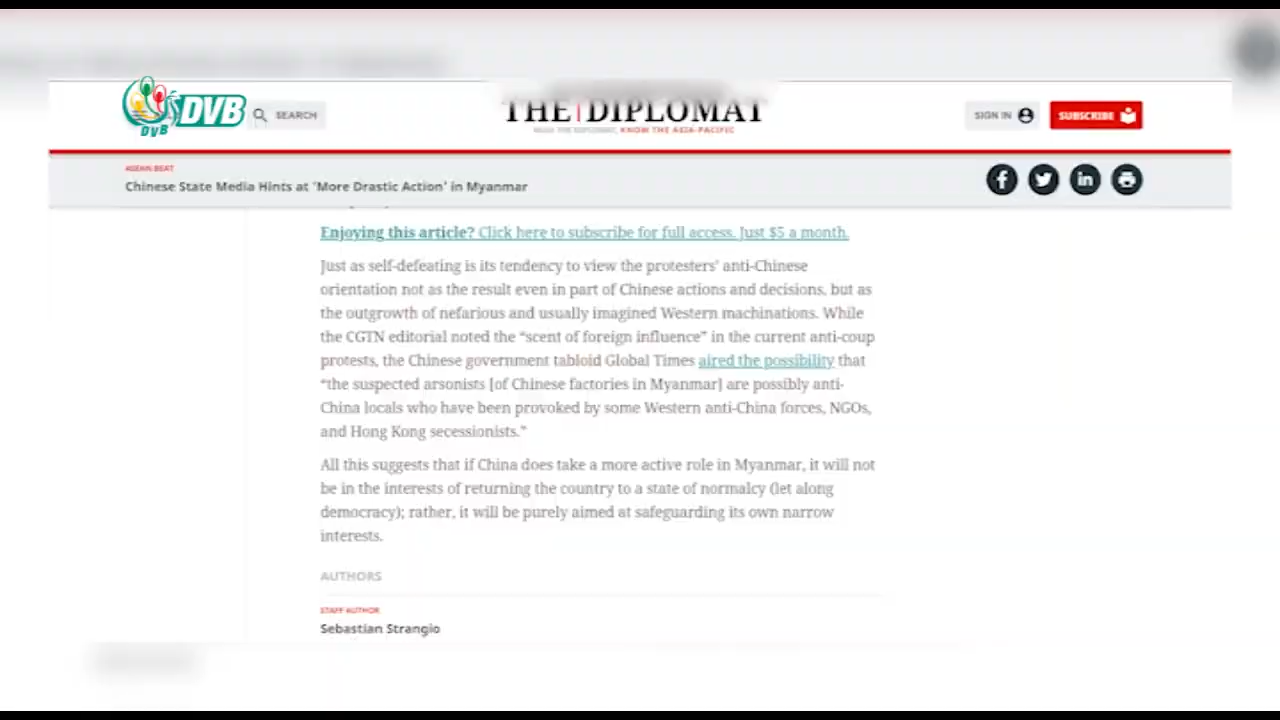 DVB
DVB
SEARCH
THE|DIPLOMAT
READ THE DIPLOMAT, KNOW THE ASIA-PACIFIC
SIGN IN
SUBSCRIBE
ASEAN BEAT
Chinese State Media Hints at 'More Drastic Action' in Myanmar
Enjoying this article? Click here to subscribe for full access. Just $5 a month.
Just as self-defeating is its tendency to view the protesters' anti-Chinese
orientation not as the result even in part of Chinese actions and decisions, but as
the outgrowth of nefarious and usually imagined Western machinations. While
the CGTN editorial noted the “scent of foreign influence” in the current anti-coup
protests, the Chinese government tabloid Global Times aired the possibility that
“the suspected arsonists [of Chinese factories in Myanmar] are possibly anti-
China locals who have been provoked by some Western anti-China forces, NGOs,
and Hong Kong secessionists.”
All this suggests that if China does take a more active role in Myanmar, it will not
be in the interests of returning the country to a state of normalcy (let along
democracy); rather, it will be purely aimed at safeguarding its own narrow
interests.
AUTHORS
STAFF AUTHOR
Sebastian Strangio